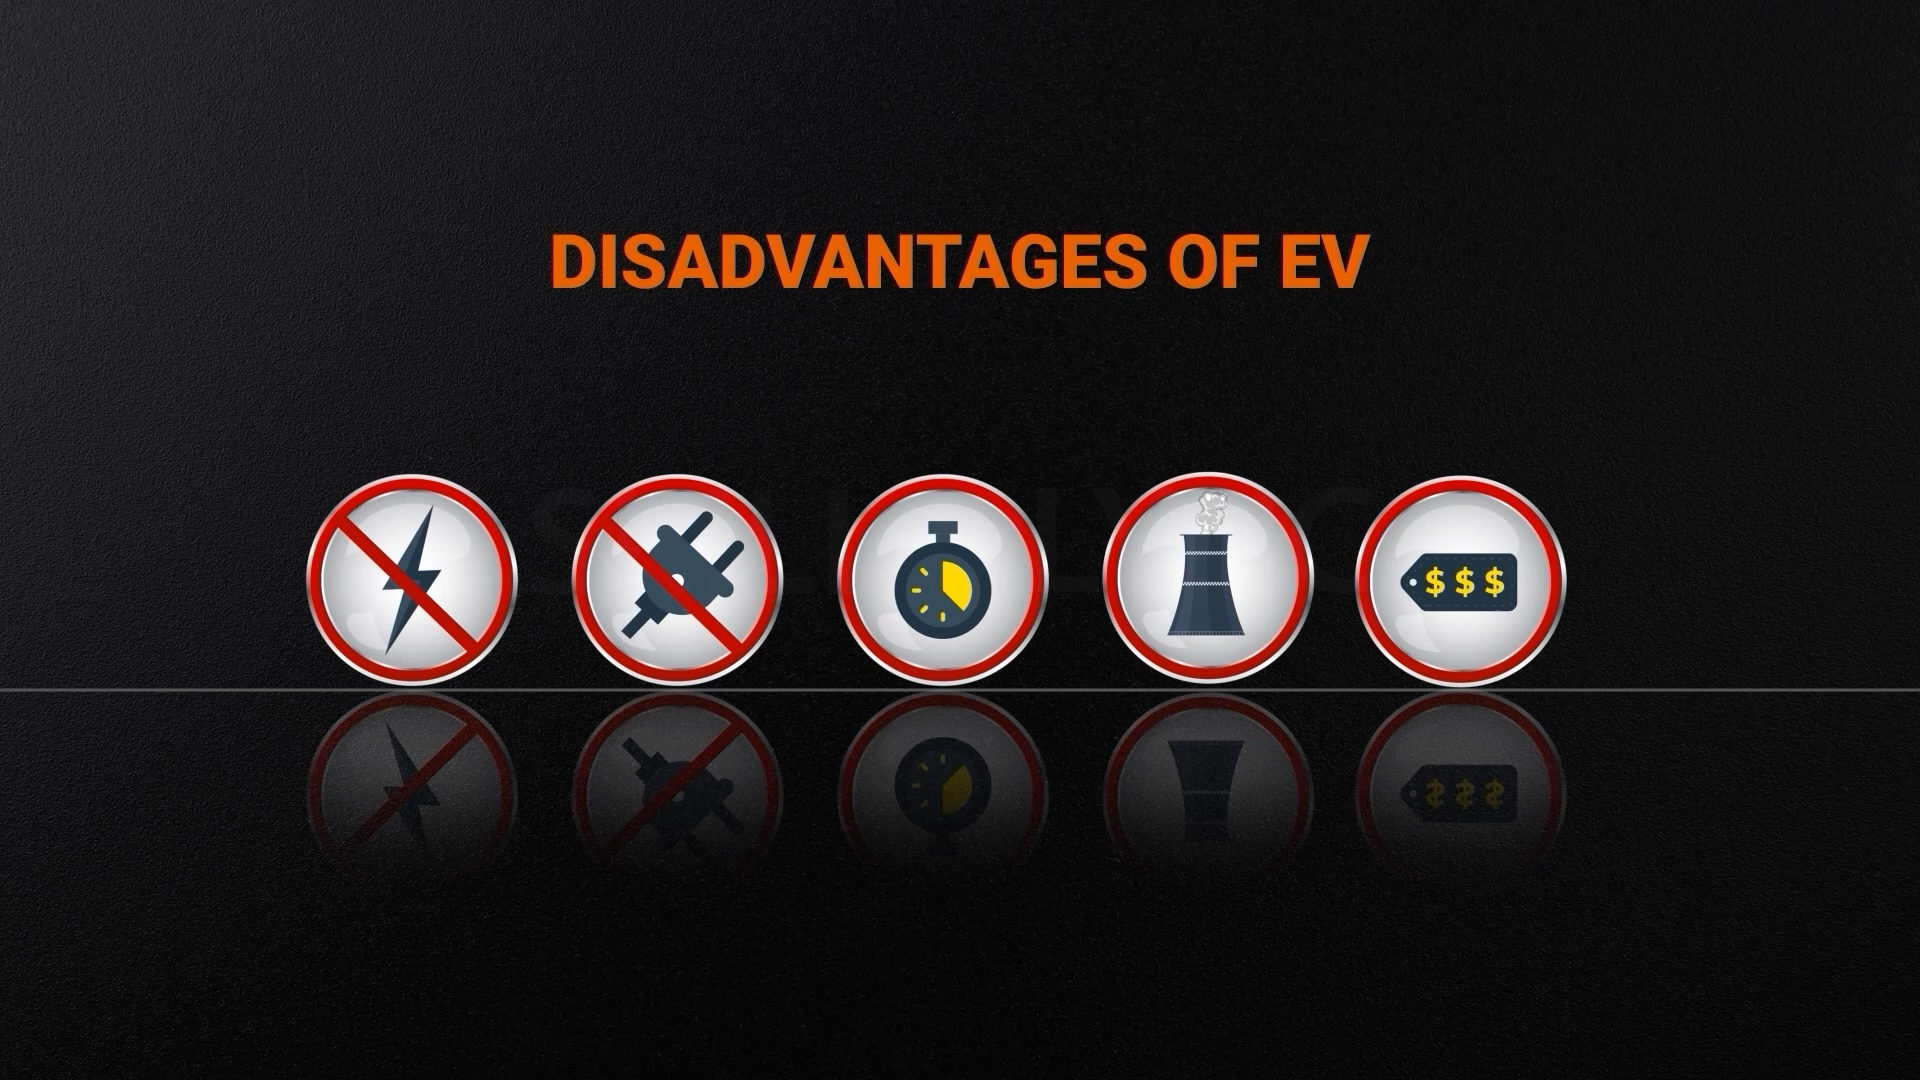 DISADVANTAGES OF EV
$ $ $